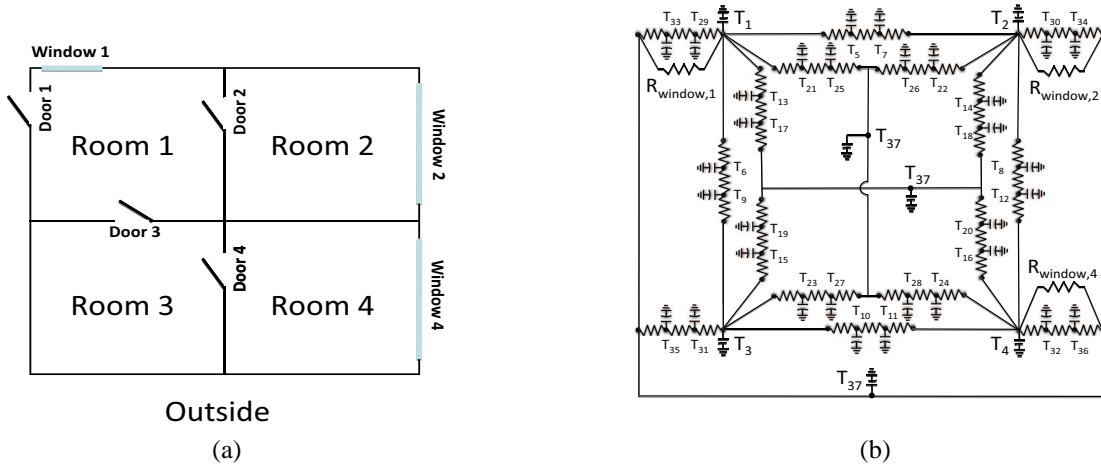 Window 1
Door 1
Door 2
Room 1
Room 2
Window 2
Door 3
Door 4
Room 3
Room 4
Window 4
Outside
(a)
T33 T29 T1 T2 T30 T34
T5 T7
Rwindow,1 T21 T25 T26 T22 Rwindow,2
T13 T14
T17 T18
T37
T6 T37 T8
T9 T12
T19 T20
T15 T16
Rwindow,4
T23 T27 T28 T24
T10 T11
T35 T31 T3 T4 T32 T36
T37
(b)